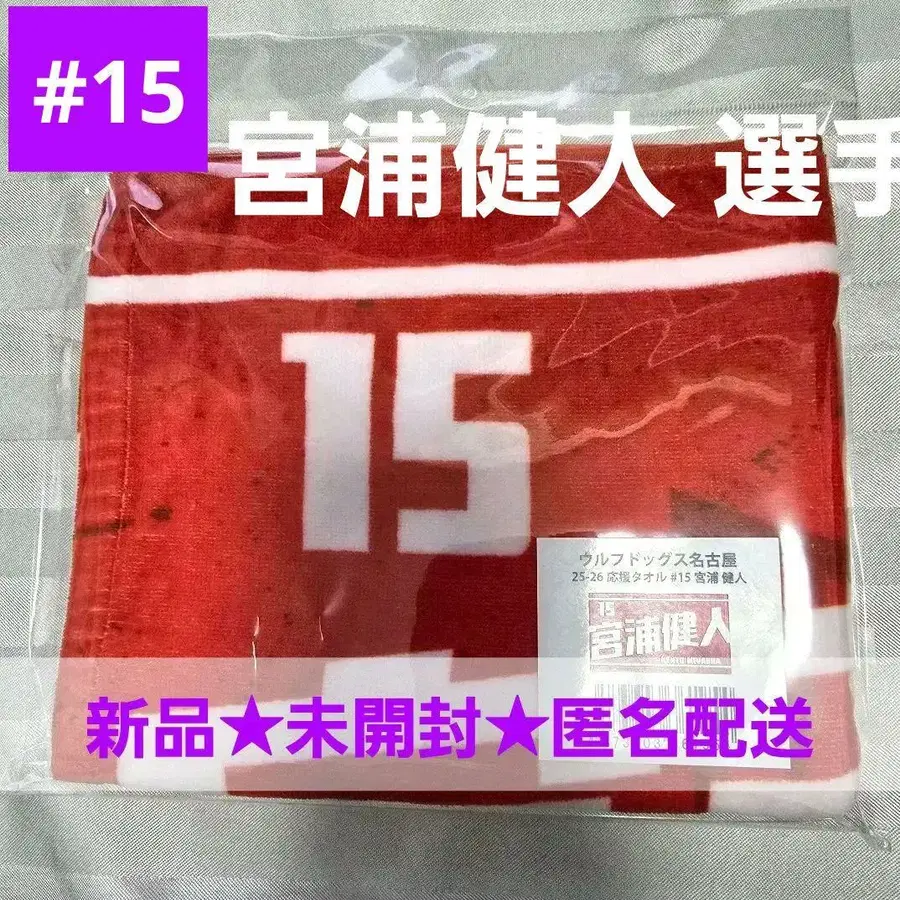 #15
宮浦健人 選手
15
ウルフドッグス名古屋
25-26 応援タオル #15 宮浦 健人
15
宮浦健人
KENTO MIYAURA
新品★未開封★匿名配送